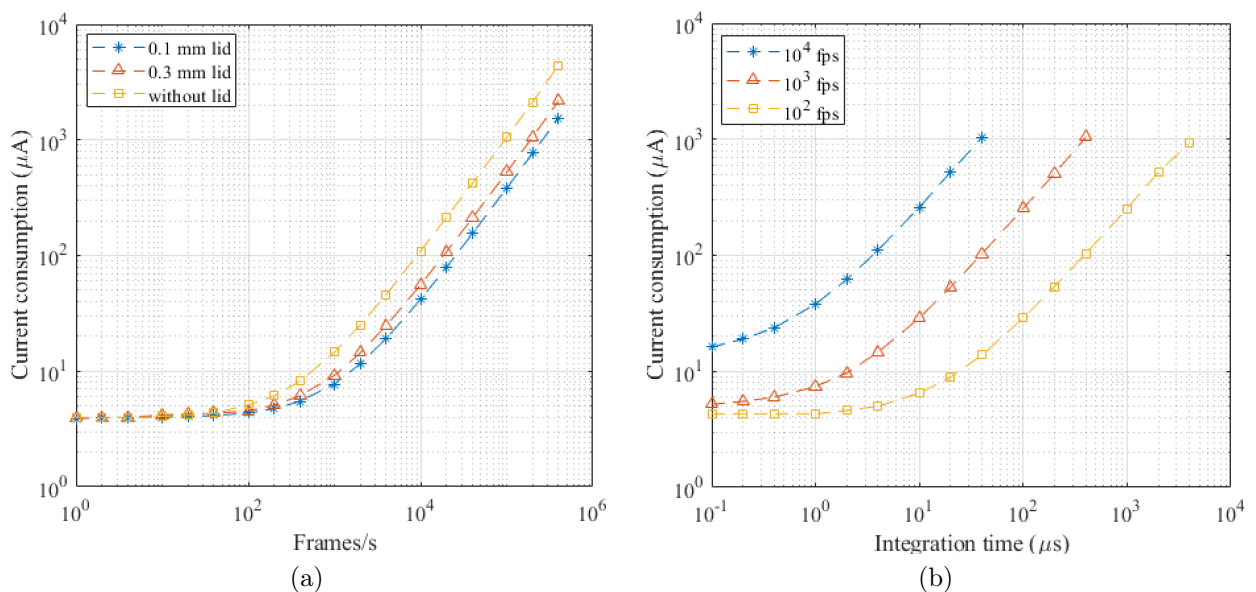 10^4
10^3
10^2
10^1
10^0
Current consumption (μA)
0.1 mm lid
0.3 mm lid
without lid
10^0
10^2
10^4
10^6
Frames/s
(a)
10^4
10^3
10^2
10^1
10^0
Current consumption (μA)
10^4 fps
10^3 fps
10^2 fps
10^-1
10^0
10^1
10^2
10^3
10^4
Integration time (μs)
(b)